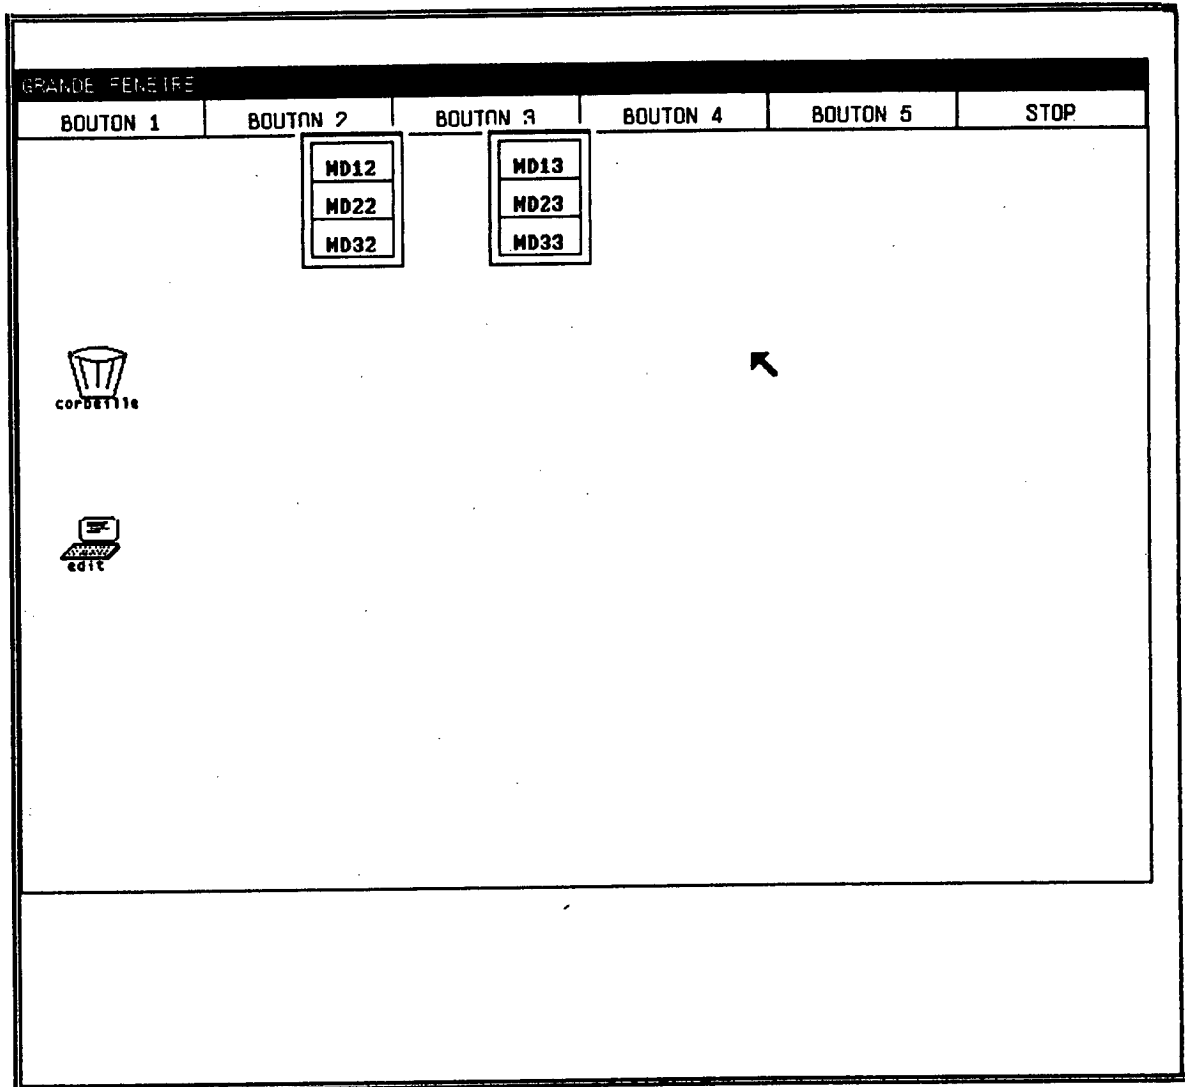 GRANDE FENETRE
BOUTON 1 BOUTON 2 BOUTON 3 BOUTON 4 BOUTON 5 STOP
MD12 MD13
MD22 MD23
MD32 MD33
corbeille
edit